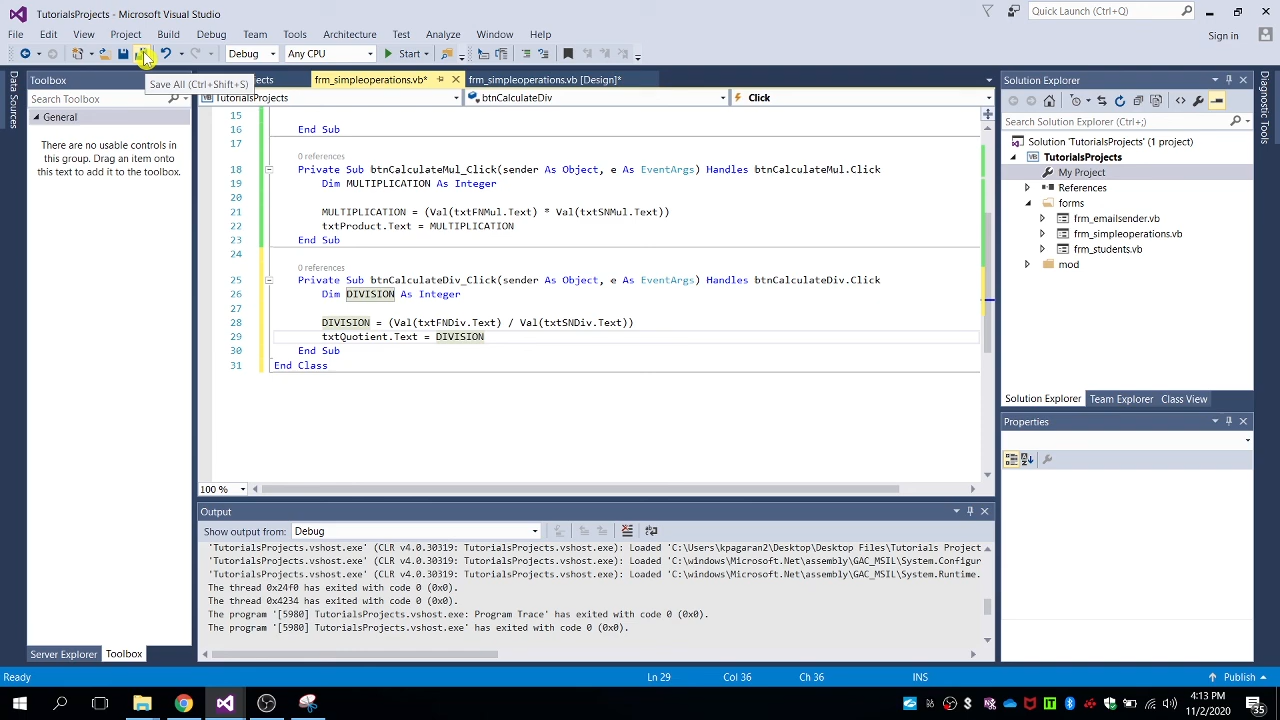 TutorialsProjects - Microsoft Visual Studio
Quick Launch (Ctrl+Q)
File Edit View Project Build Debug Team Tools Architecture Test Analyze Window Help
Sign in
Debug Any CPU Start
Save All (Ctrl+Shift+S)
Data Sources
Toolbox
Search Toolbox
General
There are no usable controls in
this group. Drag an item onto
this text to add it to the toolbox.
Server Explorer Toolbox
frm_simpleoperations.vb* frm_simpleoperations.vb [Design]*
TutorialsProjects btnCalculateDiv Click
15
16 End Sub
17
0 references
18 Private Sub btnCalculateMul_Click(sender As Object, e As EventArgs) Handles btnCalculateMul.Click
19 Dim MULTIPLICATION As Integer
20
21 MULTIPLICATION = (Val(txtFNMul.Text) * Val(txtSNMul.Text))
22 txtProduct.Text = MULTIPLICATION
23 End Sub
24
0 references
25 Private Sub btnCalculateDiv_Click(sender As Object, e As EventArgs) Handles btnCalculateDiv.Click
26 Dim DIVISION As Integer
27
28 DIVISION = (Val(txtFNDiv.Text) / Val(txtSNDiv.Text))
29 txtQuotient.Text = DIVISION
30 End Sub
31 End Class
100 %
Output
Show output from: Debug
'TutorialsProjects.vshost.exe' (CLR v4.0.30319: TutorialsProjects.vshost.exe): Loaded 'C:\Users\kpagaran2\Desktop\Desktop Files\Tutorials Project
'TutorialsProjects.vshost.exe' (CLR v4.0.30319: TutorialsProjects.vshost.exe): Loaded 'C:\windows\Microsoft.Net\assembly\GAC_MSIL\System.Configur
'TutorialsProjects.vshost.exe' (CLR v4.0.30319: TutorialsProjects.vshost.exe): Loaded 'C:\windows\Microsoft.Net\assembly\GAC_MSIL\System.Runtime.
The thread 0x24f0 has exited with code 0 (0x0).
The thread 0x4234 has exited with code 0 (0x0).
The program '[5980] TutorialsProjects.vshost.exe: Program Trace' has exited with code 0 (0x0).
The program '[5980] TutorialsProjects.vshost.exe' has exited with code 0 (0x0).
Solution Explorer
Search Solution Explorer (Ctrl+;)
Solution 'TutorialsProjects' (1 project)
TutorialsProjects
My Project
References
forms
frm_emailsender.vb
frm_simpleoperations.vb
frm_students.vb
mod
Solution Explorer Team Explorer Class View
Properties
Diagnostic Tools
Ready Ln 29 Col 36 Ch 36 INS Publish
4:13 PM
11/2/2020
35